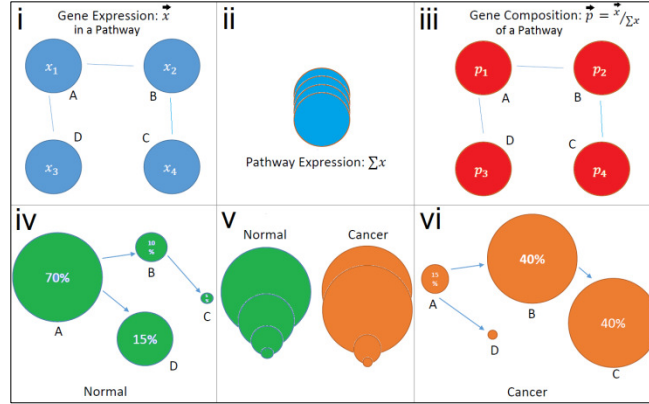 i
Gene Expression: x
in a Pathway
x1
x2
A
B
D
C
x3
x4
ii
Pathway Expression: ∑x
iii
Gene Composition: p = x/∑x
of a Pathway
p1
p2
A
B
D
C
p3
p4
iv
70%
10
%
B
C
A
15%
D
Normal
v
Normal
Cancer
vi
15
%
A
40%
B
D
40%
C
Cancer